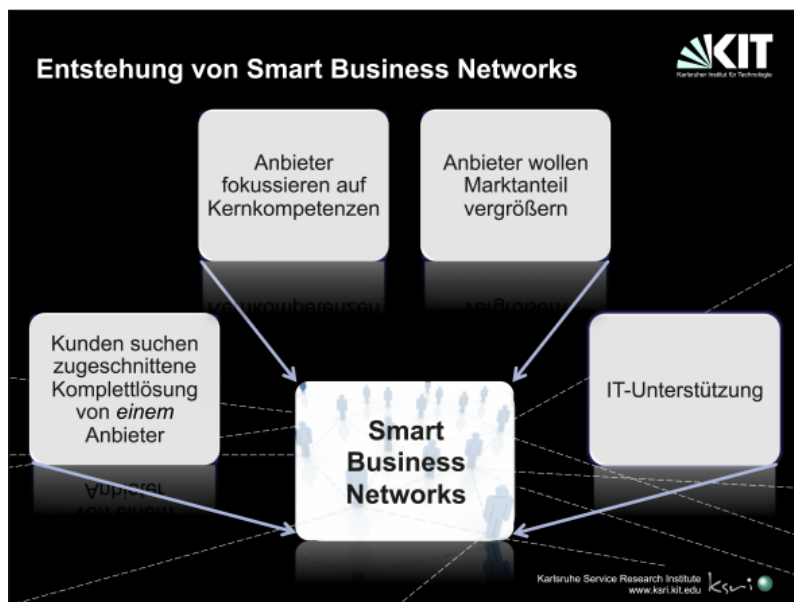 Entstehung von Smart Business Networks
KIT
Karlsruher Institut für Technologie
Anbieter
fokussieren auf
Kernkompetenzen
Anbieter wollen
Marktanteil
vergrößern
Kunden suchen
zugeschnittene
Komplettlösung
von einem
Anbieter
IT-Unterstützung
Smart
Business
Networks
Karlsruhe Service Research Institute
www.ksri.kit.edu
ksri